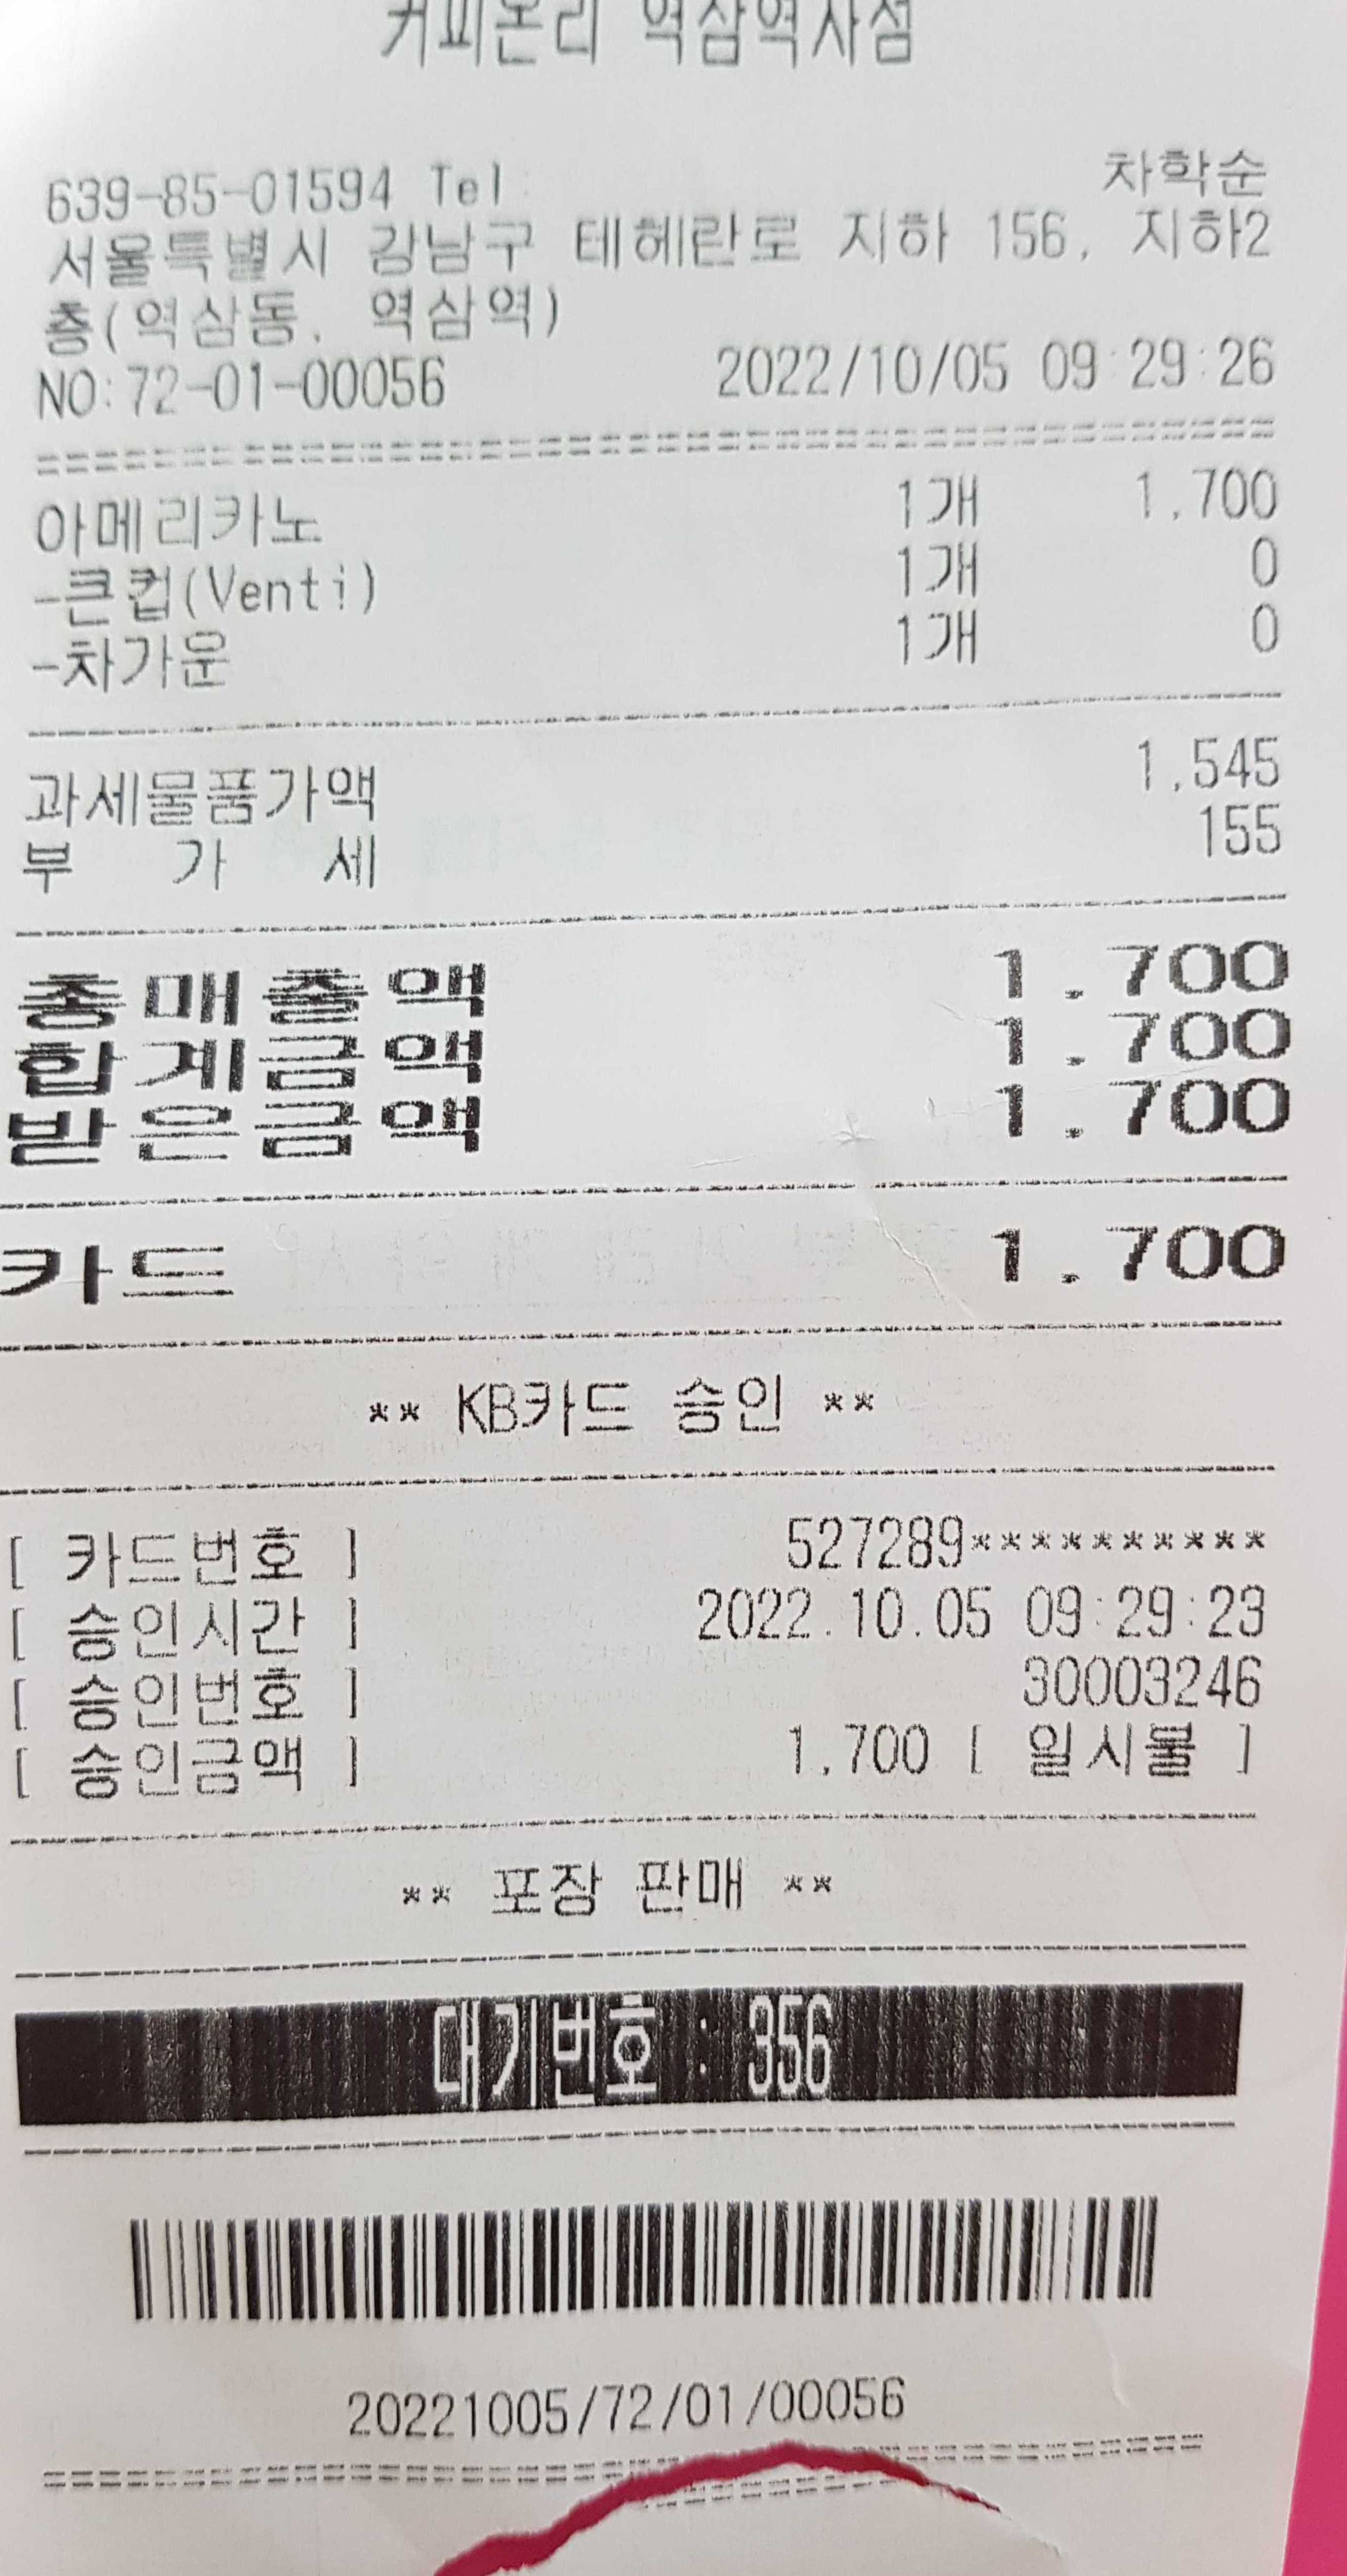 커피온리 역삼역사점
639-85-01594 Tel 차학순
서울특별시 강남구 테헤란로 지하 156, 지하2
층(역삼동, 역삼역)
NO:72-01-00056 2022/10/05 09:29:26
아메리카노 1개 1,700
-큰컵(Venti) 1개 0
-차가운 1개 0
과세물품가액 1,545
부 가 세 155
총매출액 1,700
합계금액 1,700
받은금액 1,700
카드 1,700
** KB카드 승인 **
[ 카드번호 ] 527289**********
[ 승인시간 ] 2022.10.05 09:29:23
[ 승인번호 ] 30003246
[ 승인금액 ] 1,700 [ 일시불 ]
** 포장 판매 **
대기번호 : 356
20221005/72/01/00056